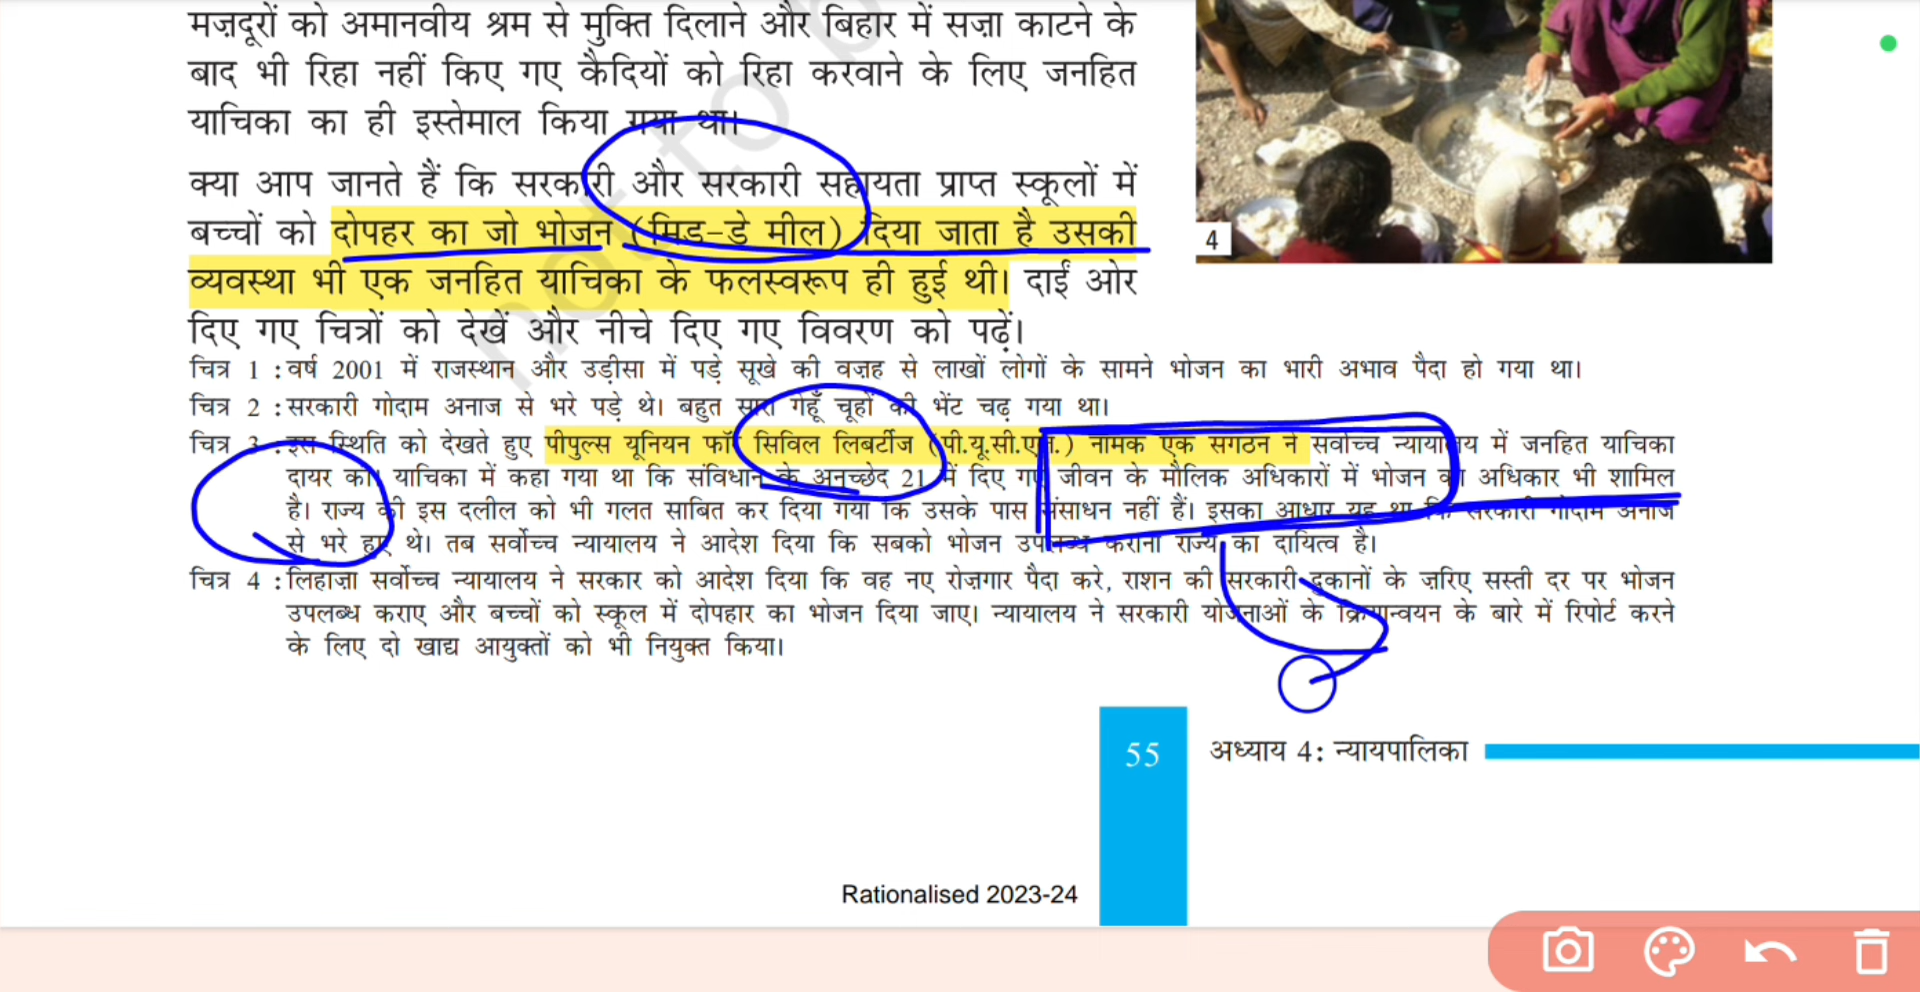 मज़दूरों को अमानवीय श्रम से मुक्ति दिलाने और बिहार में सज़ा काटने के
बाद भी रिहा नहीं किए गए कैदियों को रिहा करवाने के लिए जनहित
याचिका का ही इस्तेमाल किया गया था।
क्या आप जानते हैं कि सरकारी और सरकारी सहायता प्राप्त स्कूलों में
बच्चों को दोपहर का जो भोजन (मिड-डे मील) दिया जाता है उसकी
व्यवस्था भी एक जनहित याचिका के फलस्वरूप ही हुई थी। दाईं ओर
दिए गए चित्रों को देखें और नीचे दिए गए विवरण को पढ़ें।
4
चित्र 1 : वर्ष 2001 में राजस्थान और उड़ीसा में पड़े सूखे की वजह से लाखों लोगों के सामने भोजन का भारी अभाव पैदा हो गया था।
चित्र 2 : सरकारी गोदाम अनाज से भरे पड़े थे। बहुत सारा गेहूँ चूहों की भेंट चढ़ गया था।
चित्र 3 : इस स्थिति को देखते हुए पीपुल्स यूनियन फॉर सिविल लिबर्टीज (पी.यू.सी.एल.) नामक एक संगठन ने सर्वोच्च न्यायालय में जनहित याचिका
दायर की। याचिका में कहा गया था कि संविधान के अनुच्छेद 21 में दिए गए जीवन के मौलिक अधिकारों में भोजन का अधिकार भी शामिल
है। राज्य की इस दलील को भी गलत साबित कर दिया गया कि उसके पास संसाधन नहीं हैं। इसका आधार यह था कि सरकारी गोदाम अनाज
से भरे हुए थे। तब सर्वोच्च न्यायालय ने आदेश दिया कि सबको भोजन उपलब्ध कराना राज्य का दायित्व है।
चित्र 4 : लिहाज़ा सर्वोच्च न्यायालय ने सरकार को आदेश दिया कि वह नए रोज़गार पैदा करे, राशन की सरकारी दुकानों के ज़रिए सस्ती दर पर भोजन
उपलब्ध कराए और बच्चों को स्कूल में दोपहार का भोजन दिया जाए। न्यायालय ने सरकारी योजनाओं के क्रियान्वयन के बारे में रिपोर्ट करने
के लिए दो खाद्य आयुक्तों को भी नियुक्त किया।
55
अध्याय 4: न्यायपालिका
Rationalised 2023-24
not to b